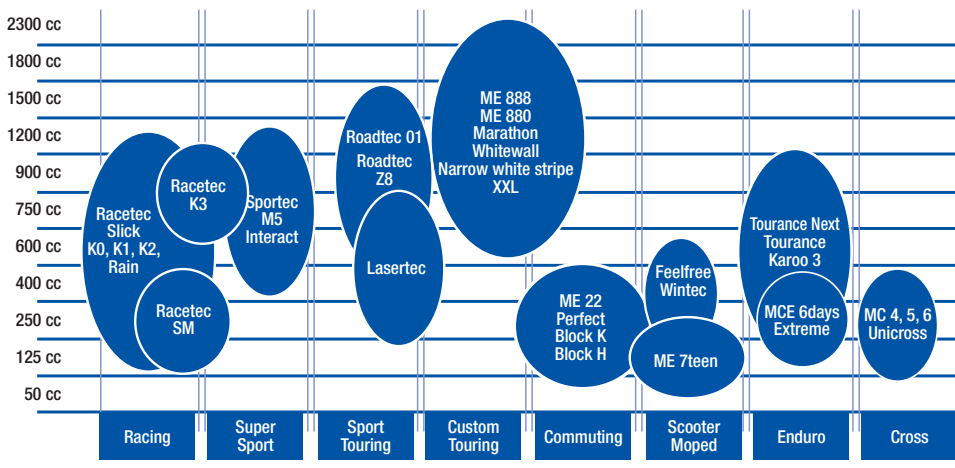 2300 cc
1800 cc
1500 cc
1200 cc
900 cc
750 cc
600 cc
400 cc
250 cc
125 cc
50 cc
Racetec
Slick
K0, K1, K2,
Rain
Racetec
K3
Racetec
SM
Sportec
M5
Interact
Roadtec 01
Roadtec
Z8
Lasertec
ME 888
ME 880
Marathon
Whitewall
Narrow white stripe
XXL
ME 22
Perfect
Block K
Block H
Feelfree
Wintec
ME 7teen
Tourance Next
Tourance
Karoo 3
MCE 6days
Extreme
MC 4, 5, 6
Unicross
Racing
Super
Sport
Sport
Touring
Custom
Touring
Commuting
Scooter
Moped
Enduro
Cross